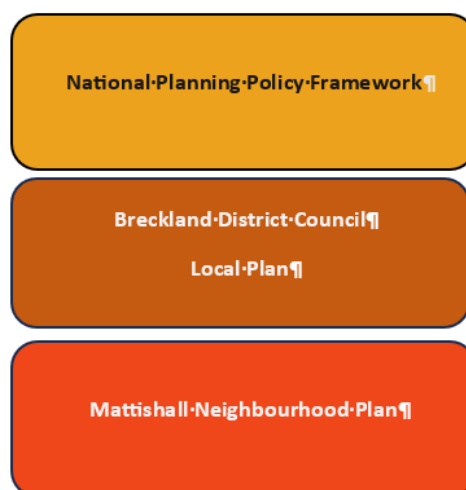 National·Planning·Policy·Framework¶
Breckland·District·Council¶
Local·Plan¶
Mattishall·Neighbourhood·Plan¶